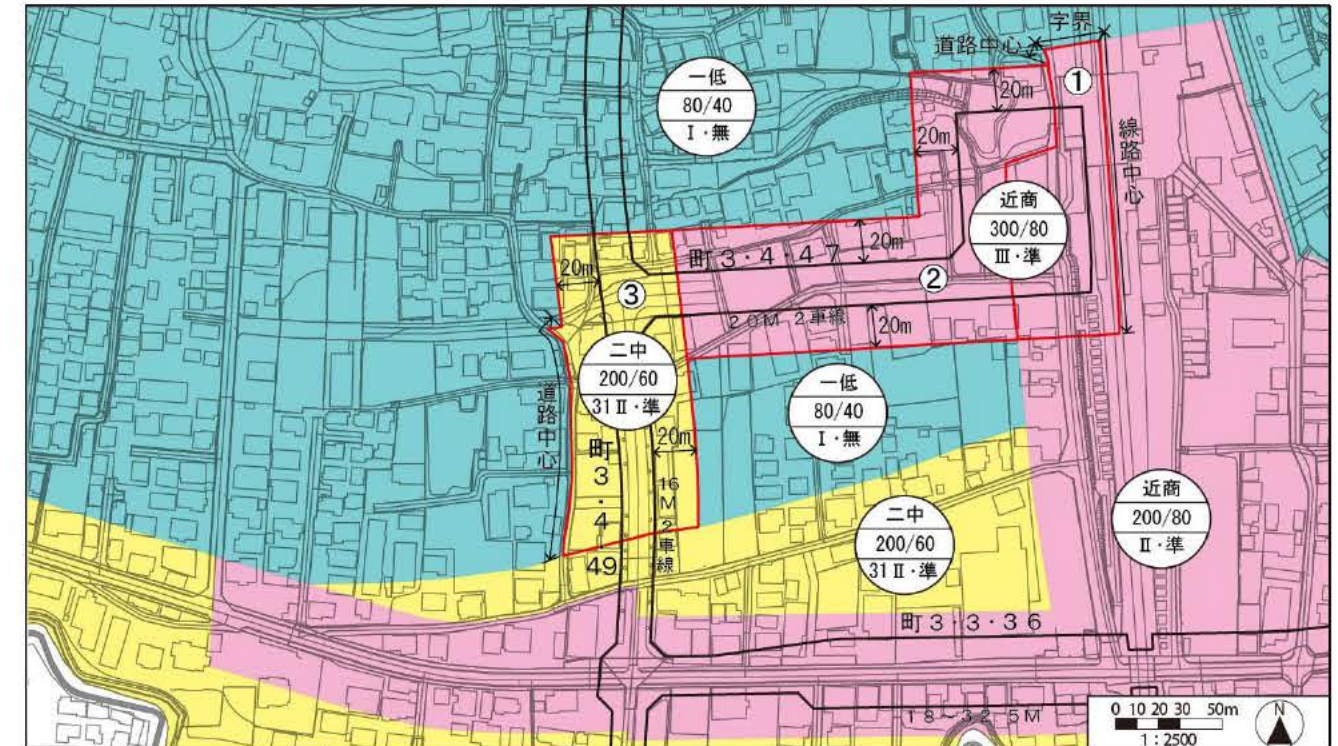 字界
道路中心
①
一低
80/40
Ⅰ・無
20m
20m
線路中心
近商
300/80
Ⅲ・準
町3・4・47
20m
20m
③
②
20M 2車線
20m
二中
200/60
31Ⅱ・準
一低
80/40
Ⅰ・無
道路中心
20m
町3・4・49
16M2車線
近商
200/80
Ⅱ・準
二中
200/60
31Ⅱ・準
町3・3・36
18~32.5M
0 10 20 30 50m
1:2500
N